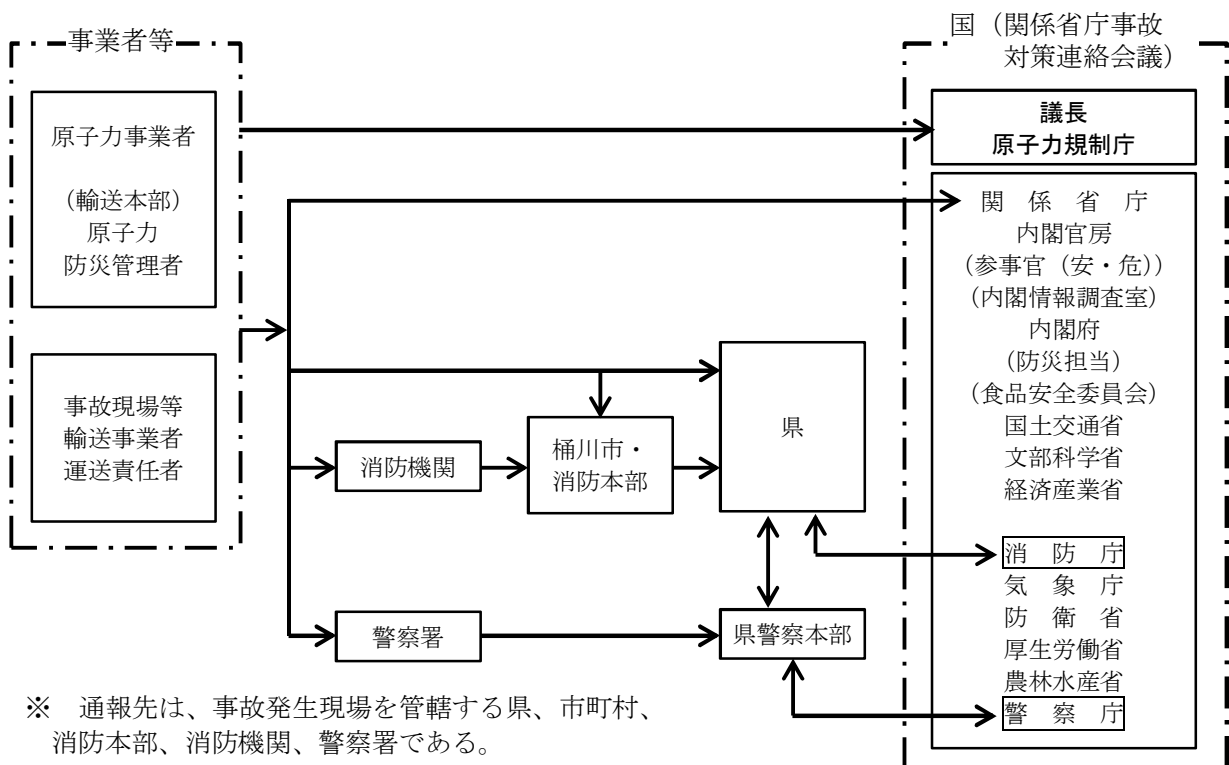 事業者等
原子力事業者
(輸送本部)
原子力
防災管理者
事故現場等
輸送事業者
運送責任者
消防機関
桶川市・
消防本部
県
警察署
県警察本部
国(関係省庁事故
対策連絡会議)
議長
原子力規制庁
関 係 省 庁
内閣官房
(参事官(安・危))
(内閣情報調査室)
内閣府
(防災担当)
(食品安全委員会)
国土交通省
文部科学省
経済産業省
消 防 庁
気 象 庁
防 衛 省
厚生労働省
農林水産省
警 察 庁
※ 通報先は、事故発生現場を管轄する県、市町村、
消防本部、消防機関、警察署である。